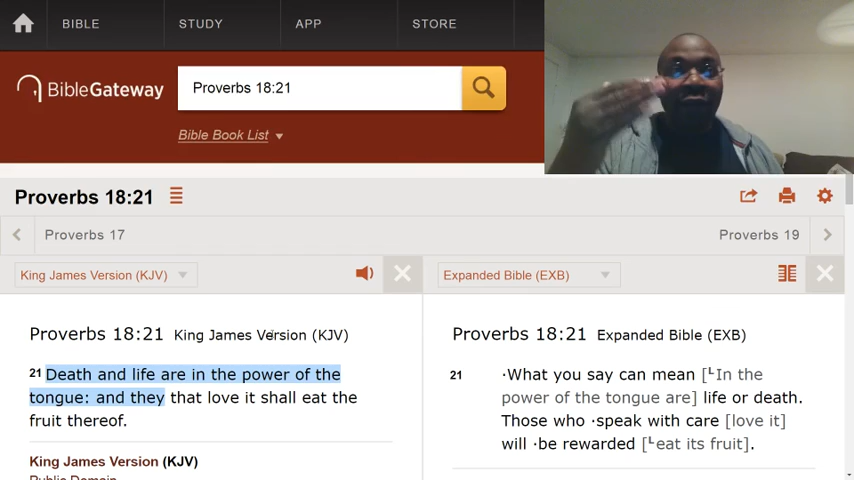 BIBLE STUDY APP STORE
BibleGateway Proverbs 18:21
Bible Book List
Proverbs 18:21
Proverbs 17 Proverbs 19
King James Version (KJV)
Expanded Bible (EXB)
Proverbs 18:21 King James Version (KJV)
21 Death and life are in the power of the
tongue: and they that love it shall eat the
fruit thereof.
King James Version (KJV)
Public Domain
Proverbs 18:21 Expanded Bible (EXB)
21 ·What you say can mean [ᴸIn the
power of the tongue are] life or death.
Those who ·speak with care [love it]
will ·be rewarded [ᴸeat its fruit].